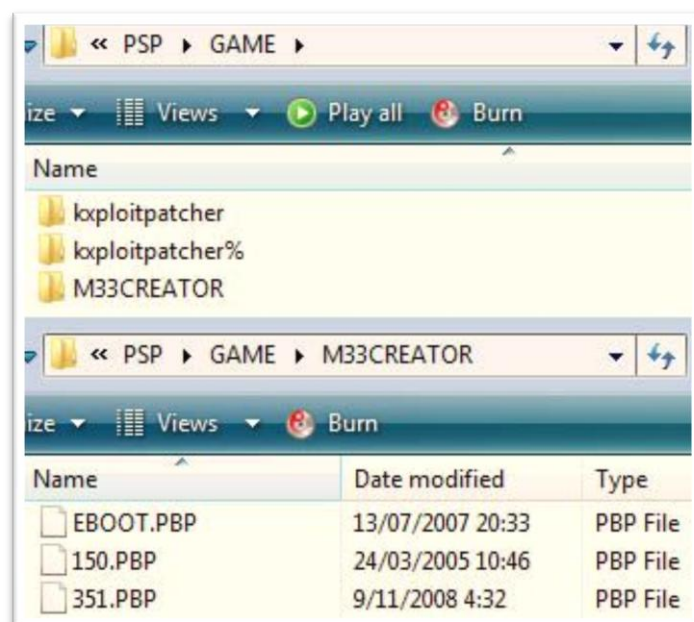 « PSP ▸ GAME ▸
ize Views Play all Burn
Name
kxploitpatcher
kxploitpatcher%
M33CREATOR
« PSP ▸ GAME ▸ M33CREATOR
ize Views Burn
Name Date modified Type
EBOOT.PBP 13/07/2007 20:33 PBP File
150.PBP 24/03/2005 10:46 PBP File
351.PBP 9/11/2008 4:32 PBP File